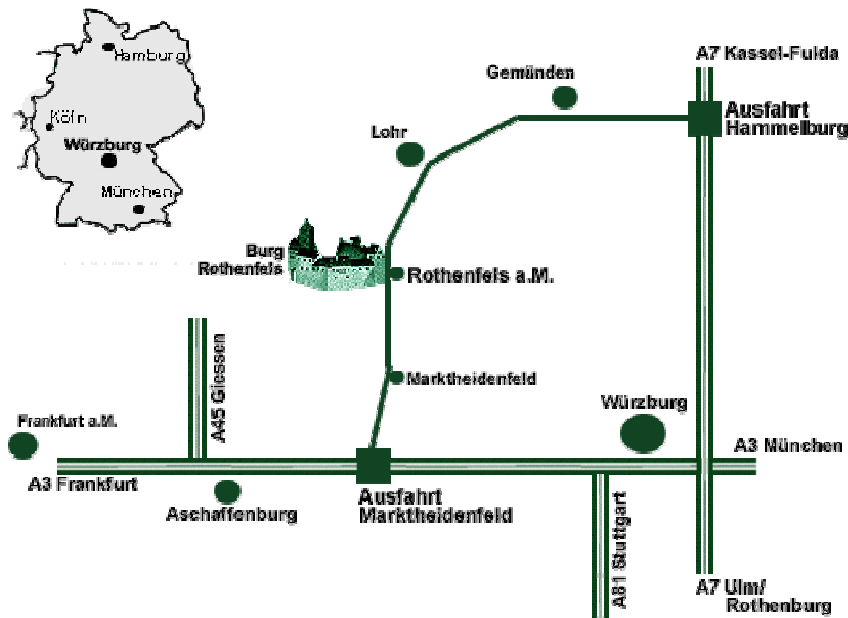 Hamburg
Köln
Würzburg
München
A7 Kassel-Fulda
Gemünden
Ausfahrt
Hammelburg
Lohr
Burg
Rothenfels
Rothenfels a.M.
A45 Giessen
Marktheidenfeld
Würzburg
Frankfurt a.M.
A3 München
A3 Frankfurt
Aschaffenburg
Ausfahrt
Marktheidenfeld
A81 Stuttgart
A7 Ulm/
Rothenburg